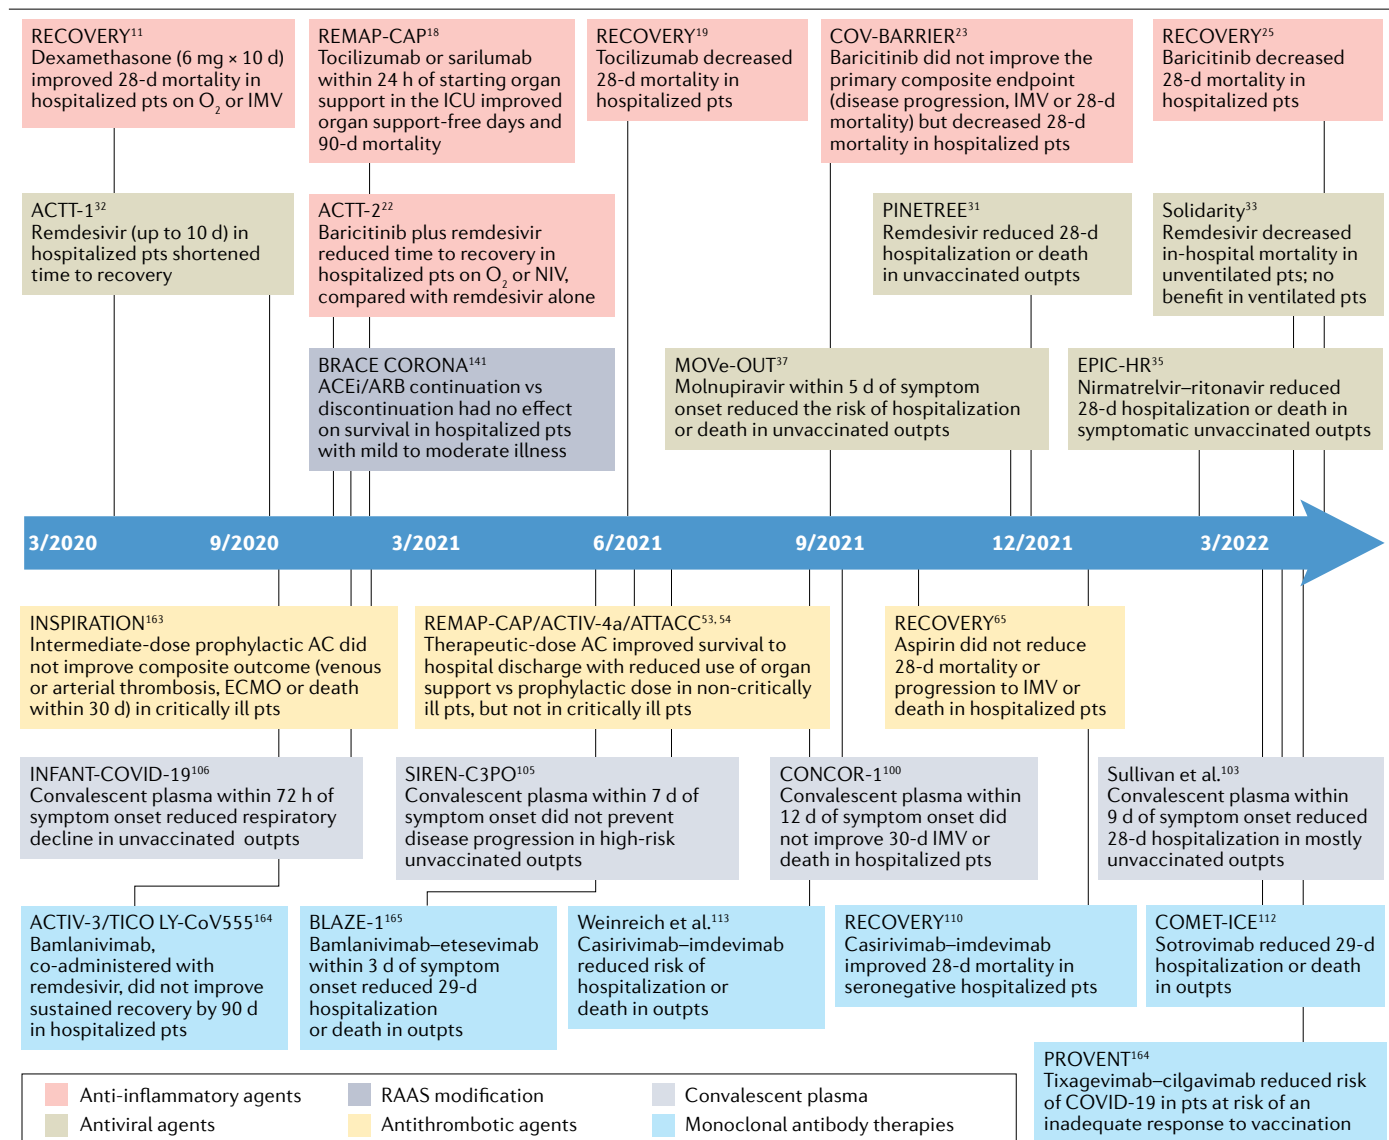 RECOVERY11
Dexamethasone (6 mg × 10 d)
improved 28-d mortality in
hospitalized pts on O2 or IMV
REMAP-CAP18
Tocilizumab or sarilumab
within 24 h of starting organ
support in the ICU improved
organ support-free days and
90-d mortality
RECOVERY19
Tocilizumab decreased
28-d mortality in
hospitalized pts
COV-BARRIER23
Baricitinib did not improve the
primary composite endpoint
(disease progression, IMV or 28-d
mortality) but decreased 28-d
mortality in hospitalized pts
RECOVERY25
Baricitinib decreased
28-d mortality in
hospitalized pts
ACTT-132
Remdesivir (up to 10 d) in
hospitalized pts shortened
time to recovery
ACTT-222
Baricitinib plus remdesivir
reduced time to recovery in
hospitalized pts on O2 or NIV,
compared with remdesivir alone
PINETREE31
Remdesivir reduced 28-d
hospitalization or death
in unvaccinated outpts
Solidarity33
Remdesivir decreased
in-hospital mortality in
unventilated pts; no
benefit in ventilated pts
BRACE CORONA141
ACEi/ARB continuation vs
discontinuation had no effect
on survival in hospitalized pts
with mild to moderate illness
MOVe-OUT37
Molnupiravir within 5 d of symptom
onset reduced the risk of hospitalization
or death in unvaccinated outpts
EPIC-HR35
Nirmatrelvir–ritonavir reduced
28-d hospitalization or death in
symptomatic unvaccinated outpts
3/2020 9/2020 3/2021 6/2021 9/2021 12/2021 3/2022
INSPIRATION163
Intermediate-dose prophylactic AC did
not improve composite outcome (venous
or arterial thrombosis, ECMO or death
within 30 d) in critically ill pts
REMAP-CAP/ACTIV-4a/ATTACC53, 54
Therapeutic-dose AC improved survival to
hospital discharge with reduced use of organ
support vs prophylactic dose in non-critically
ill pts, but not in critically ill pts
RECOVERY65
Aspirin did not reduce
28-d mortality or
progression to IMV or
death in hospitalized pts
INFANT-COVID-19106
Convalescent plasma within 72 h of
symptom onset reduced respiratory
decline in unvaccinated outpts
SIREN-C3PO105
Convalescent plasma within 7 d of
symptom onset did not prevent
disease progression in high-risk
unvaccinated outpts
CONCOR-1100
Convalescent plasma within
12 d of symptom onset did
not improve 30-d IMV or
death in hospitalized pts
Sullivan et al.103
Convalescent plasma within
9 d of symptom onset reduced
28-d hospitalization in mostly
unvaccinated outpts
ACTIV-3/TICO LY-CoV555164
Bamlanivimab,
co-administered with
remdesivir, did not improve
sustained recovery by 90 d
in hospitalized pts
BLAZE-1165
Bamlanivimab–etesevimab
within 3 d of symptom
onset reduced 29-d
hospitalization
or death in outpts
Weinreich et al.113
Casirivimab–imdevimab
reduced risk of
hospitalization or
death in outpts
RECOVERY110
Casirivimab–imdevimab
improved 28-d mortality in
seronegative hospitalized pts
COMET-ICE112
Sotrovimab reduced 29-d
hospitalization or death
in outpts
PROVENT164
Tixagevimab–cilgavimab reduced risk
of COVID-19 in pts at risk of an
inadequate response to vaccination
Anti-inflammatory agents
RAAS modification
Convalescent plasma
Antiviral agents
Antithrombotic agents
Monoclonal antibody therapies